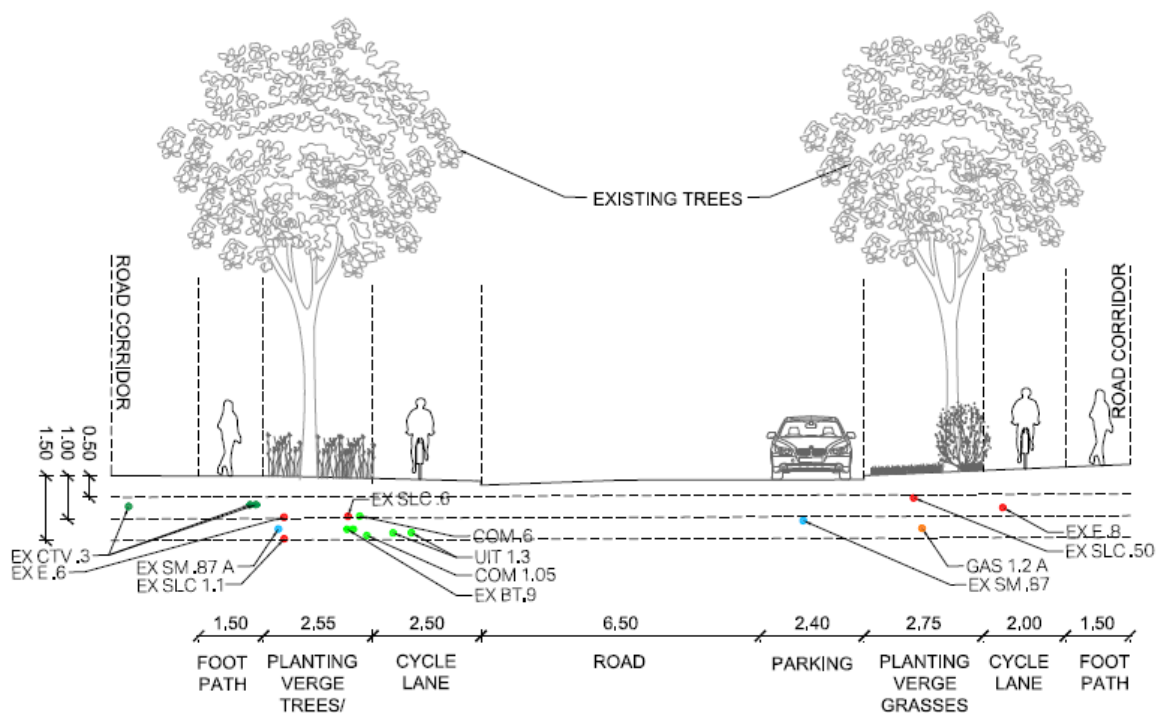 EXISTING TREES
ROAD CORRIDOR
ROAD CORRIDOR
1.50
1.00
0.50
EX SLC .6
EX CTV .3
EX E .6
EX SM .87 A
EX SLC 1.1
COM .6
UIT 1.3
COM 1.05
EX BT .9
EX E .8
EX SLC .50
GAS 1.2 A
EX SM .87
1,50
2,55
2,50
6,50
2,40
2,75
2,00
1,50
FOOT
PATH
PLANTING
VERGE
TREES/
CYCLE
LANE
ROAD
PARKING
PLANTING
VERGE
GRASSES
CYCLE
LANE
FOOT
PATH